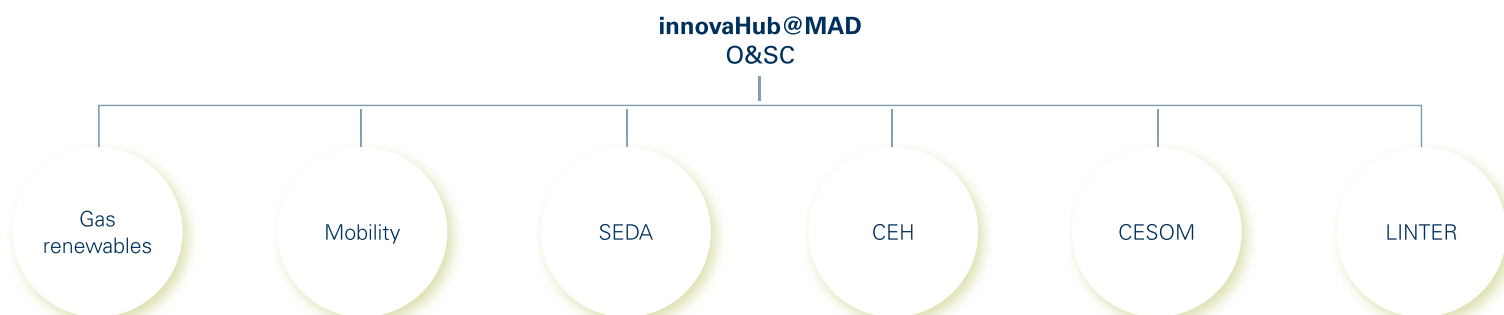 innovaHub@MAD
O&SC
Gas
renewables
Mobility
SEDA
CEH
CESOM
LINTER